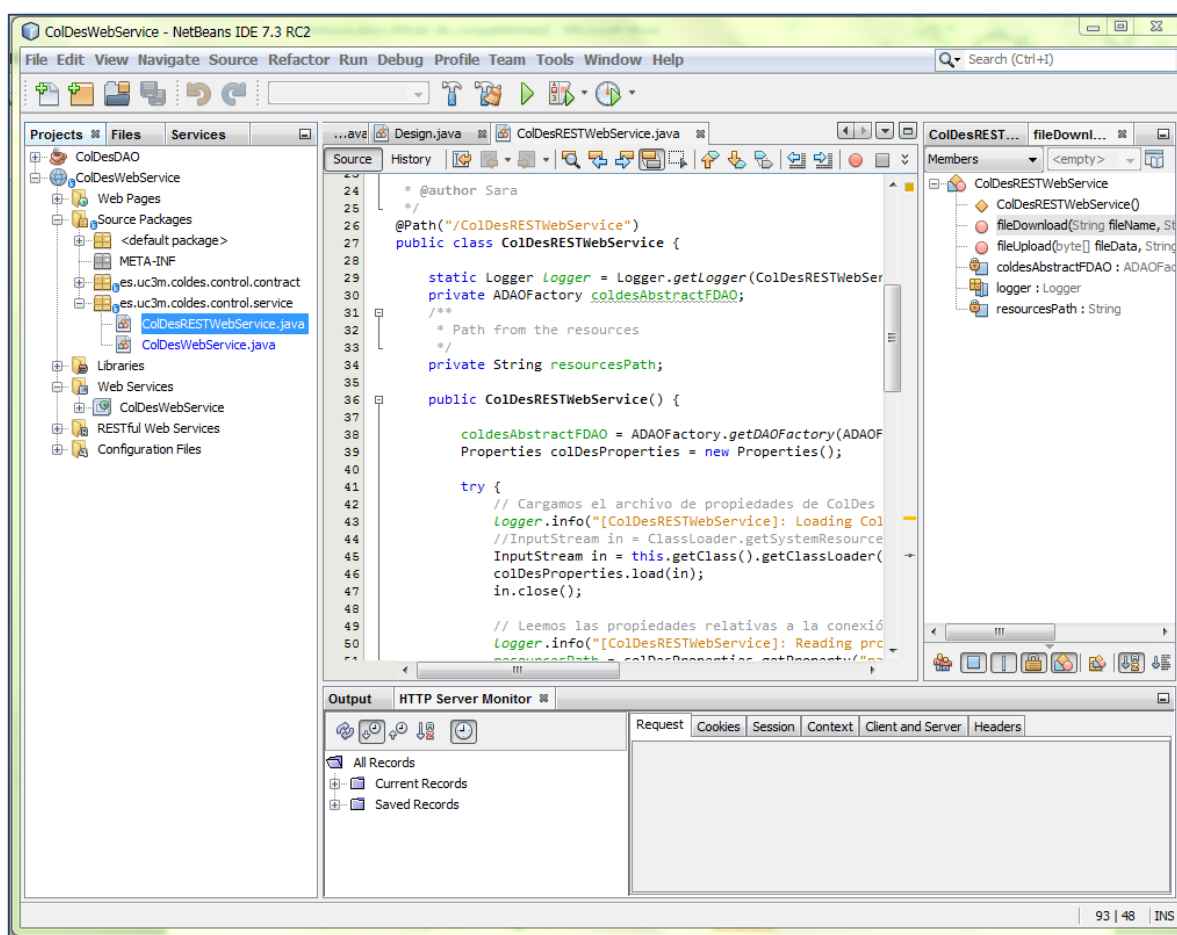 ColDesWebService - NetBeans IDE 7.3 RC2
File Edit View Navigate Source Refactor Run Debug Profile Team Tools Window Help
Search (Ctrl+I)
Projects Files Services
ColDesDAO
ColDesWebService
Web Pages
Source Packages
<default package>
META-INF
es.uc3m.coldes.control.contract
es.uc3m.coldes.control.service
ColDesRESTWebService.java
ColDesWebService.java
Libraries
Web Services
ColDesWebService
RESTful Web Services
Configuration Files
...ava Design.java ColDesRESTWebService.java
Source History
24 * @author Sara
25 */
26 @Path("/ColDesRESTWebService")
27 public class ColDesRESTWebService {
28
29 static Logger logger = Logger.getLogger(ColDesRESTWebSer
30 private ADAOFactory coldesAbstractFDAO;
31 /**
32 * Path from the resources
33 */
34 private String resourcesPath;
35
36 public ColDesRESTWebService() {
37
38 coldesAbstractFDAO = ADAOFactory.getDAOFactory(ADAOF
39 Properties colDesProperties = new Properties();
40
41 try {
42 // Cargamos el archivo de propiedades de ColDes
43 logger.info("[ColDesRESTWebService]: Loading Col
44 //InputStream in = ClassLoader.getSystemResource
45 InputStream in = this.getClass().getClassLoader(
46 colDesProperties.load(in);
47 in.close();
48
49 // Leemos las propiedades relativas a la conexió
50 logger.info("[ColDesRESTWebService]: Reading pro
resourcesPath = colDesProperties.getProperty("pa
ColDesREST... fileDownl...
Members <empty>
ColDesRESTWebService
ColDesRESTWebService()
fileDownload(String fileName, St
fileUpload(byte[] fileData, String
coldesAbstractFDAO : ADAOFac
logger : Logger
resourcesPath : String
Output HTTP Server Monitor
All Records
Current Records
Saved Records
Request Cookies Session Context Client and Server Headers
93 | 48 INS